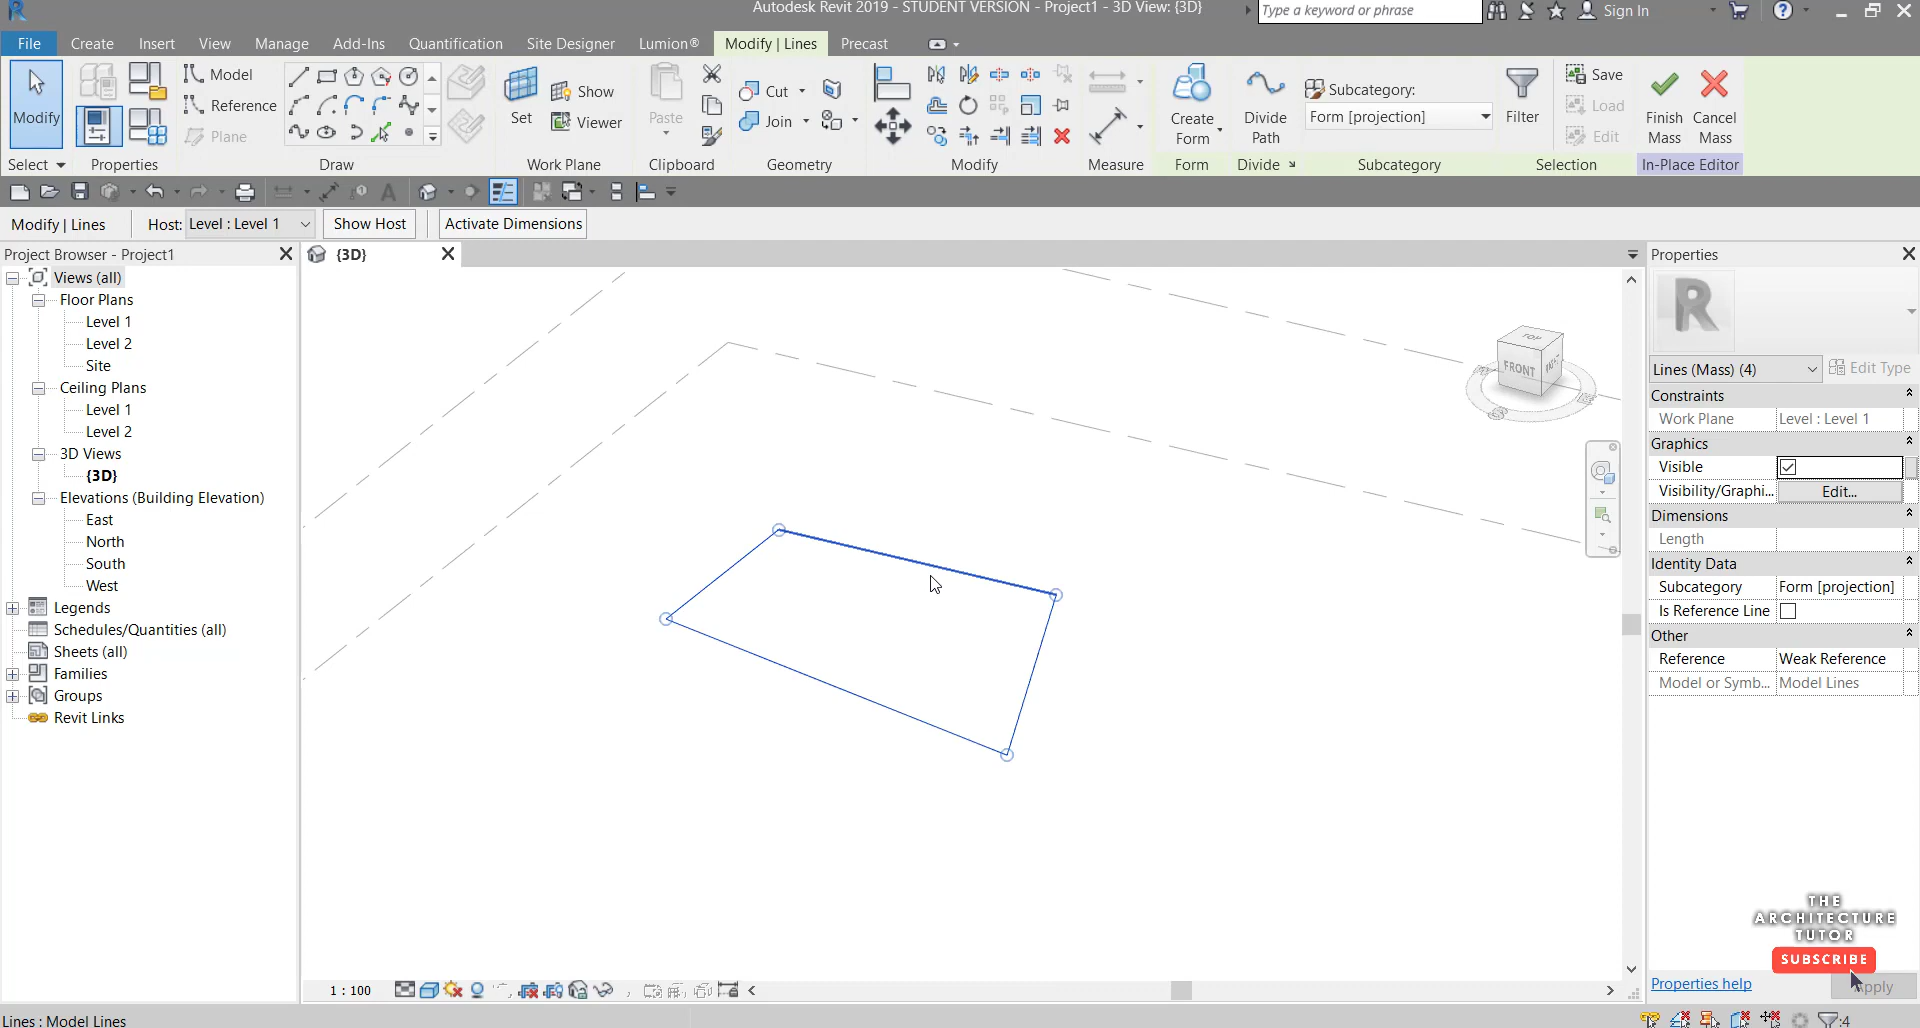 Autodesk Revit 2019 - STUDENT VERSION - Project1 - 3D View: {3D}
Type a keyword or phrase
Sign In
File Create Insert View Manage Add-Ins Quantification Site Designer Lumion® Modify | Lines Precast
Modify
Model
Reference
Plane
Set
Show
Viewer
Paste
Cut
Join
Create
Form
Divide
Path
Subcategory:
Form [projection]
Filter
Save
Load
Edit
Finish
Mass
Cancel
Mass
Select Properties Draw Work Plane Clipboard Geometry Modify Measure Form Divide Subcategory Selection In-Place Editor
Modify | Lines Host: Level : Level 1 Show Host Activate Dimensions
Project Browser - Project1
Views (all)
Floor Plans
Level 1
Level 2
Site
Ceiling Plans
Level 1
Level 2
3D Views
{3D}
Elevations (Building Elevation)
East
North
South
West
Legends
Schedules/Quantities (all)
Sheets (all)
Families
Groups
Revit Links
{3D}
TOP
FRONT
Properties
R
Lines (Mass) (4) Edit Type
Constraints
Work Plane Level : Level 1
Graphics
Visible
Visibility/Graphi... Edit...
Dimensions
Length
Identity Data
Subcategory Form [projection]
Is Reference Line
Other
Reference Weak Reference
Model or Symb... Model Lines
THE
ARCHITECTURE
TUTOR
SUBSCRIBE
Properties help
1 : 100
Lines : Model Lines
:4